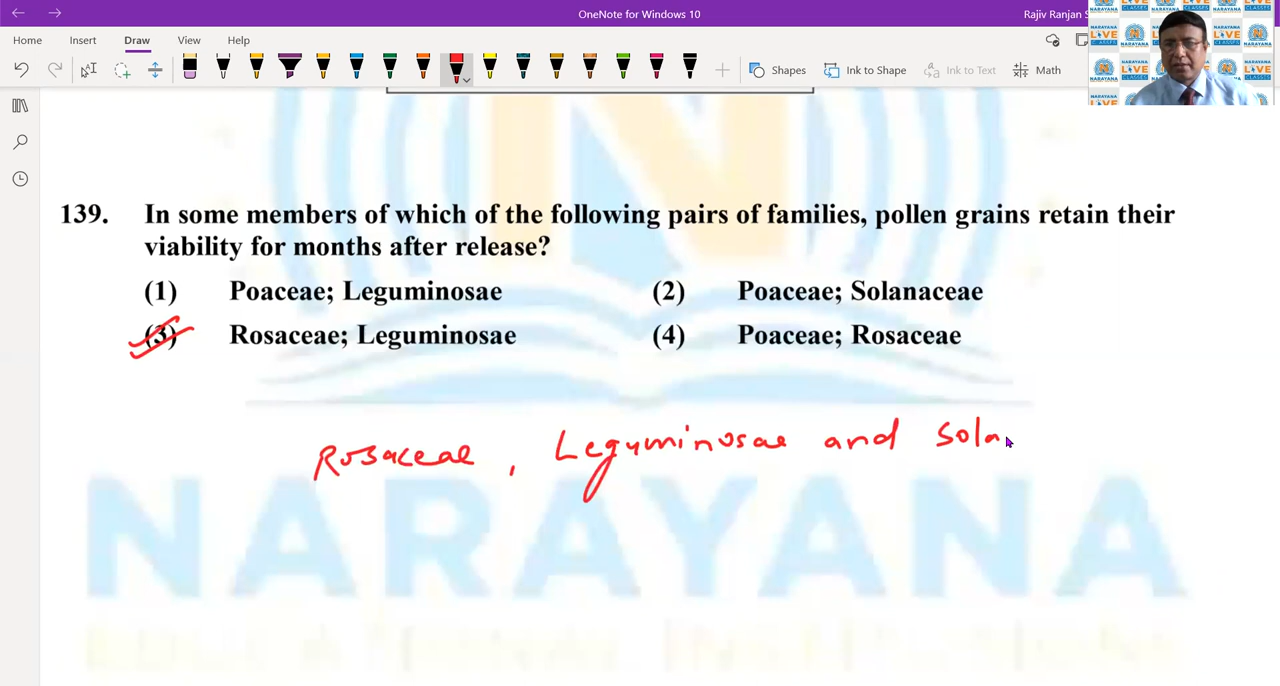 OneNote for Windows 10
Rajiv Ranjan S
Home Insert Draw View Help
Shapes Ink to Shape Ink to Text Math
139. In some members of which of the following pairs of families, pollen grains retain their
viability for months after release?
(1) Poaceae; Leguminosae (2) Poaceae; Solanaceae
(3) Rosaceae; Leguminosae (4) Poaceae; Rosaceae
Rosaceae, Leguminosae and Sola
NARAYANA